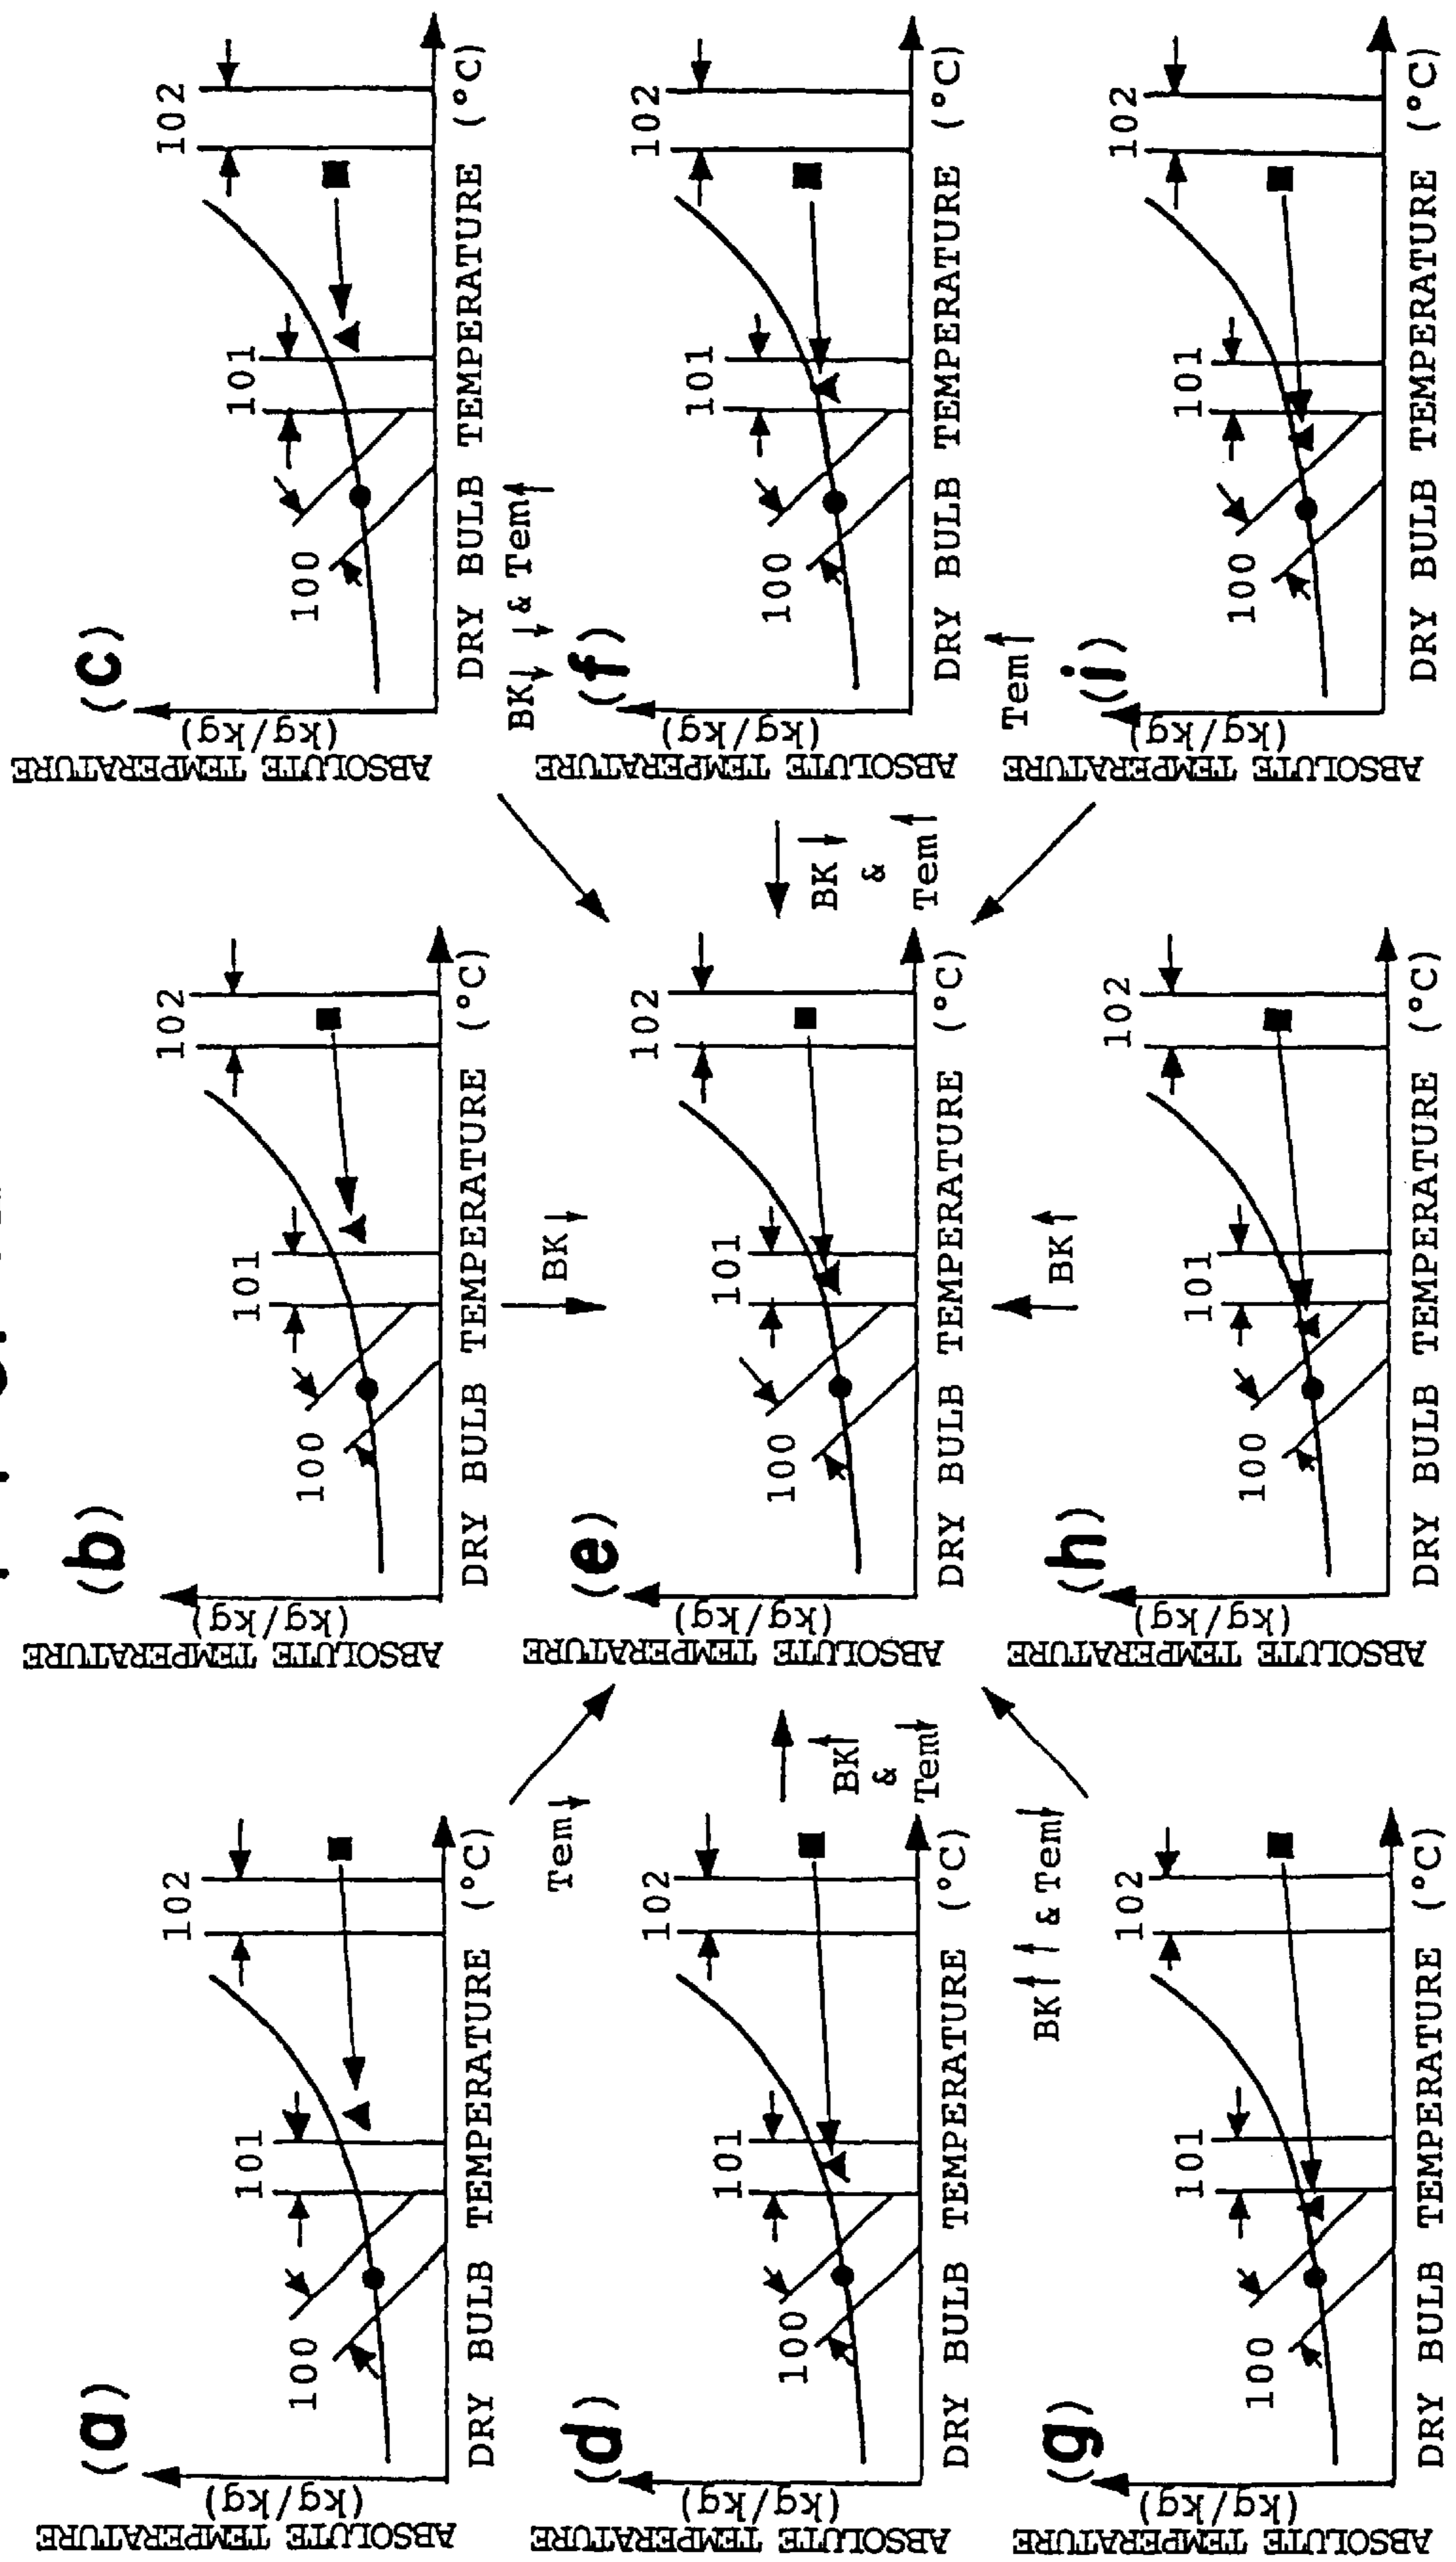 (a)
ABSOLUTE TEMPERATURE
(kg/kg)
100
101
102
DRY BULB TEMPERATURE (°C)
(b)
ABSOLUTE TEMPERATURE
(kg/kg)
100
101
102
DRY BULB TEMPERATURE (°C)
(c)
ABSOLUTE TEMPERATURE
(kg/kg)
100
101
102
DRY BULB TEMPERATURE (°C)
Tem↓
BK↓
BK↓↓ & Tem↑
(d)
ABSOLUTE TEMPERATURE
(kg/kg)
100
101
102
DRY BULB TEMPERATURE (°C)
BK↑
&
Tem↓
(e)
ABSOLUTE TEMPERATURE
(kg/kg)
100
101
102
DRY BULB TEMPERATURE (°C)
BK↓
&
Tem↑
(f)
ABSOLUTE TEMPERATURE
(kg/kg)
100
101
102
DRY BULB TEMPERATURE (°C)
BK↑↑ & Tem↓
BK↑
Tem↑
(g)
ABSOLUTE TEMPERATURE
(kg/kg)
100
101
102
DRY BULB TEMPERATURE (°C)
(h)
ABSOLUTE TEMPERATURE
(kg/kg)
100
101
102
DRY BULB TEMPERATURE (°C)
(i)
ABSOLUTE TEMPERATURE
(kg/kg)
100
101
102
DRY BULB TEMPERATURE (°C)